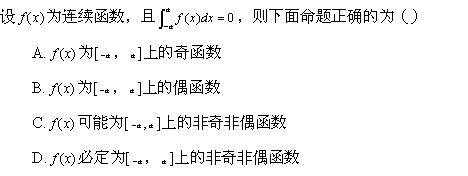 设 f(x)为连续函数，且∫₋ₐᵃ f(x)dx=0，则下面命题正确的为（）
A. f(x)为[-a，a]上的奇函数
B. f(x)为[-a，a]上的偶函数
C. f(x)可能为[-a,a]上的非奇非偶函数
D. f(x)必定为[-a，a]上的非奇非偶函数